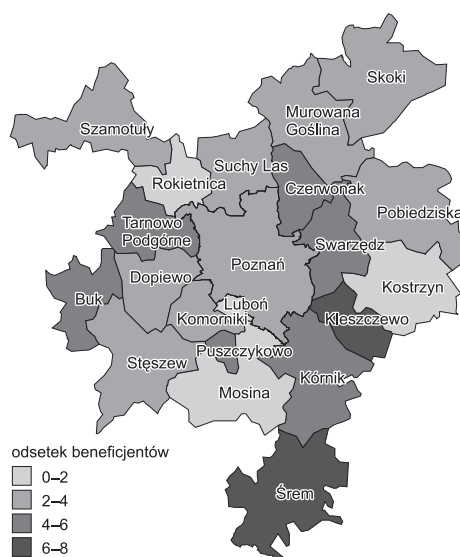 Skoki
Murowana
Goślina
Szamotuły
Suchy Las
Rokietnica
Czerwonak
Pobiedziska
Tarnowo
Podgórne
Swarzędz
Poznań
Dopiewo
Kostrzyn
Buk
Luboń
Komorniki
Kleszczewo
Puszczykowo
Stęszew
Kórnik
Mosina
odsetek beneficjentów
0–2
2–4
4–6
6–8
Śrem